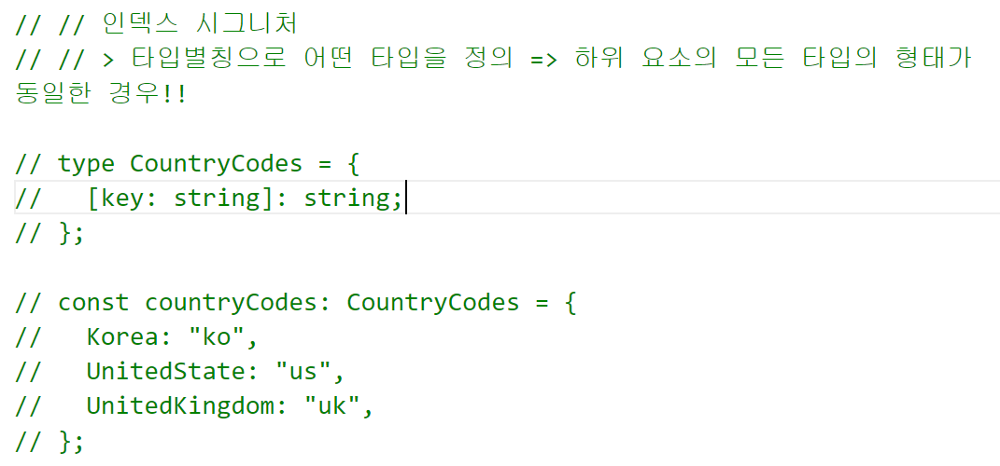 // // 인덱스 시그니처
// // > 타입별칭으로 어떤 타입을 정의 => 하위 요소의 모든 타입의 형태가
동일한 경우!!
// type CountryCodes = {
//   [key: string]: string;
// };
// const countryCodes: CountryCodes = {
//   Korea: "ko",
//   UnitedState: "us",
//   UnitedKingdom: "uk",
// };